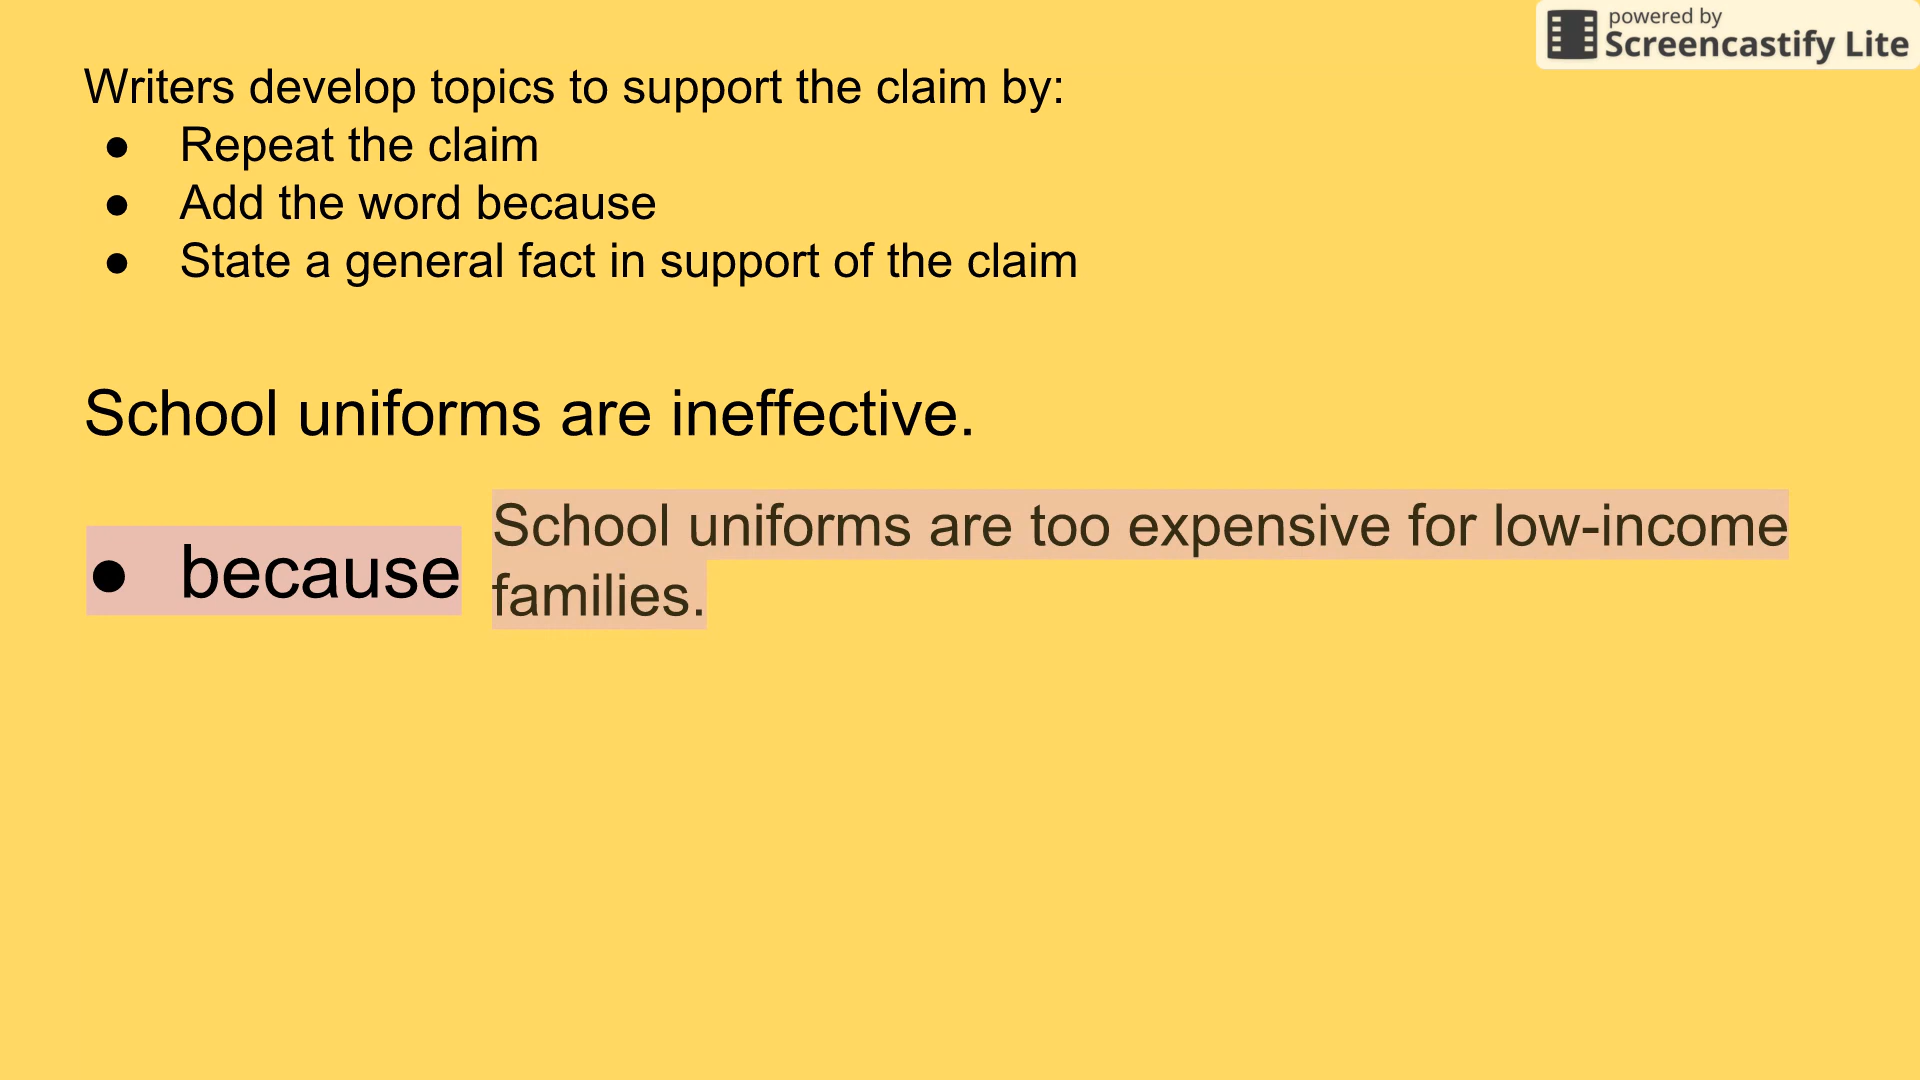 powered by
Screencastify Lite
Writers develop topics to support the claim by:
● Repeat the claim
● Add the word because
● State a general fact in support of the claim
School uniforms are ineffective.
● because
School uniforms are too expensive for low-income
families.